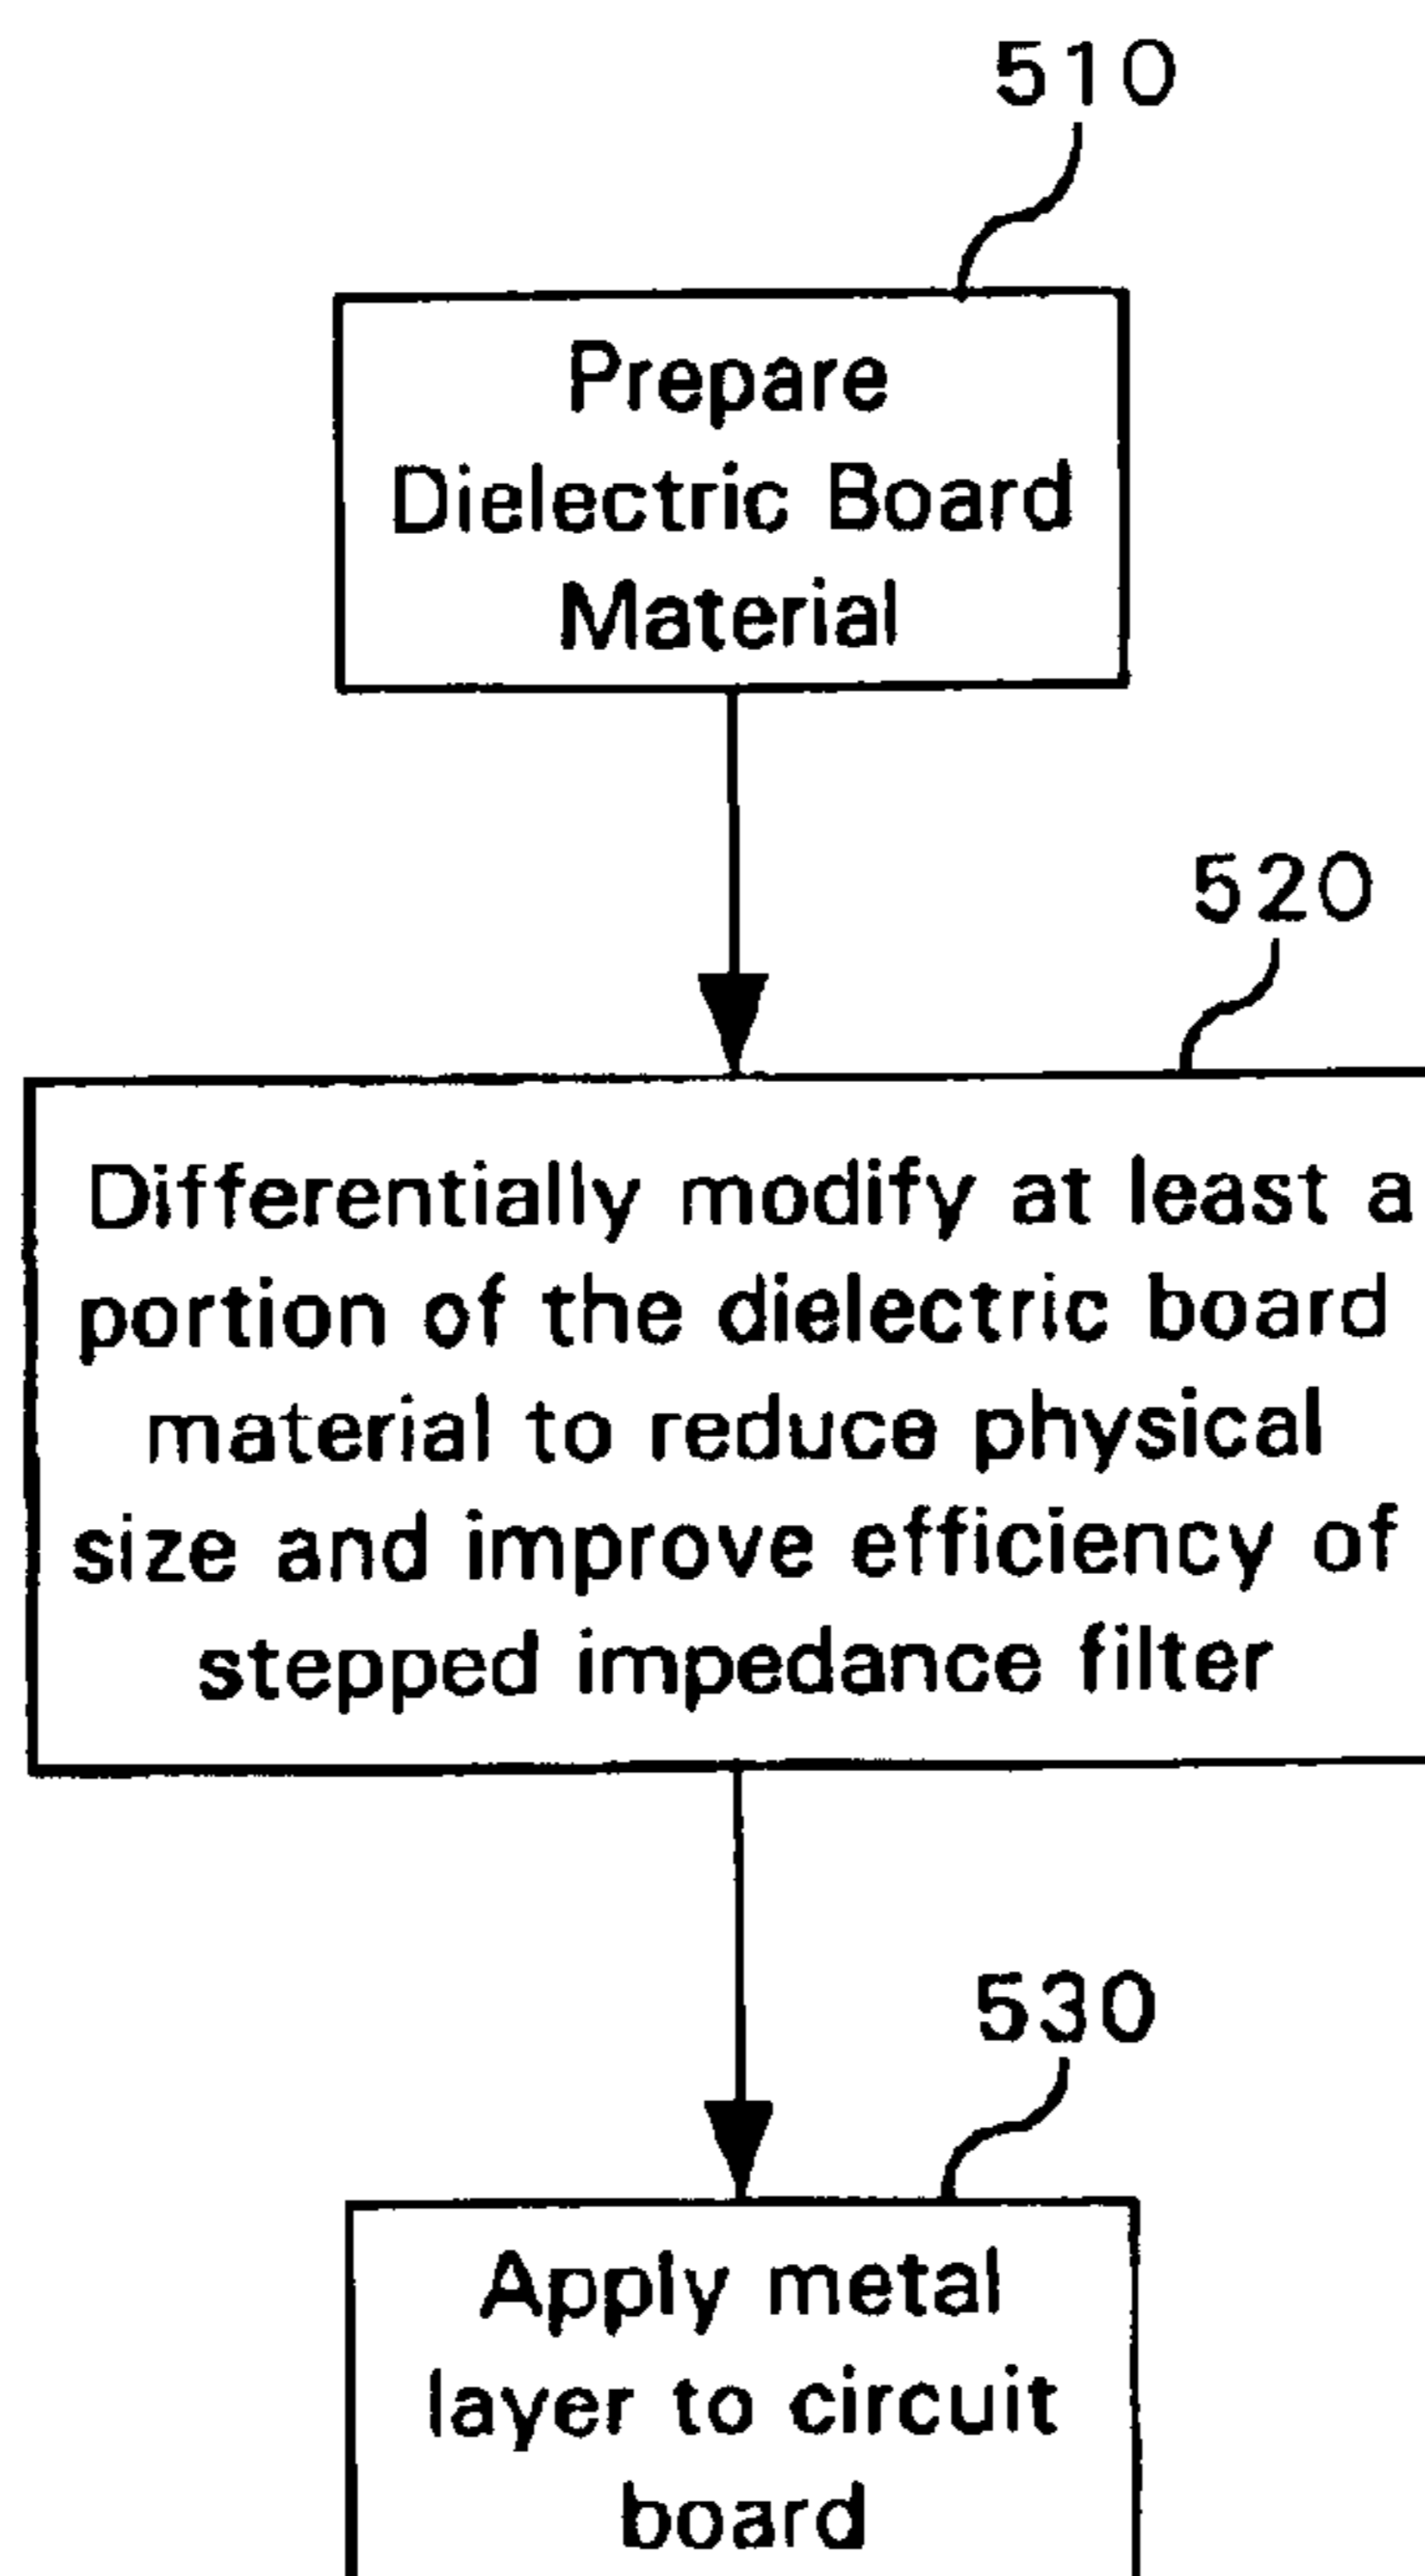 510
Prepare
Dielectric Board
Material
520
Differentially modify at least a
portion of the dielectric board
material to reduce physical
size and improve efficiency of
stepped impedance filter
530
Apply metal
layer to circuit
board